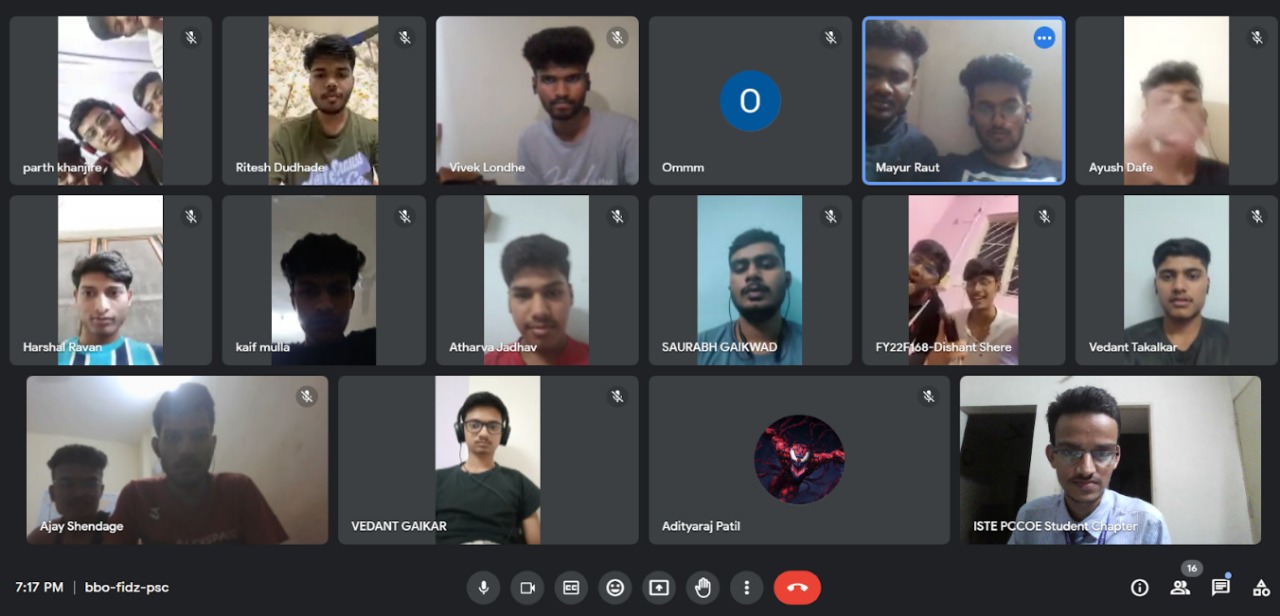 parth khanjire
Ritesh Dudhade
Vivek Londhe
O
Ommm
Mayur Raut
Ayush Dafe
Harshal Ravan
kaif mulla
Atharva Jadhav
SAURABH GAIKWAD
FY22F168-Dishant Shere
Vedant Takalkar
Ajay Shendage
VEDANT GAIKAR
Adityaraj Patil
ISTE PCCOE Student Chapter
16
7:17 PM | bbo-fidz-psc
CC